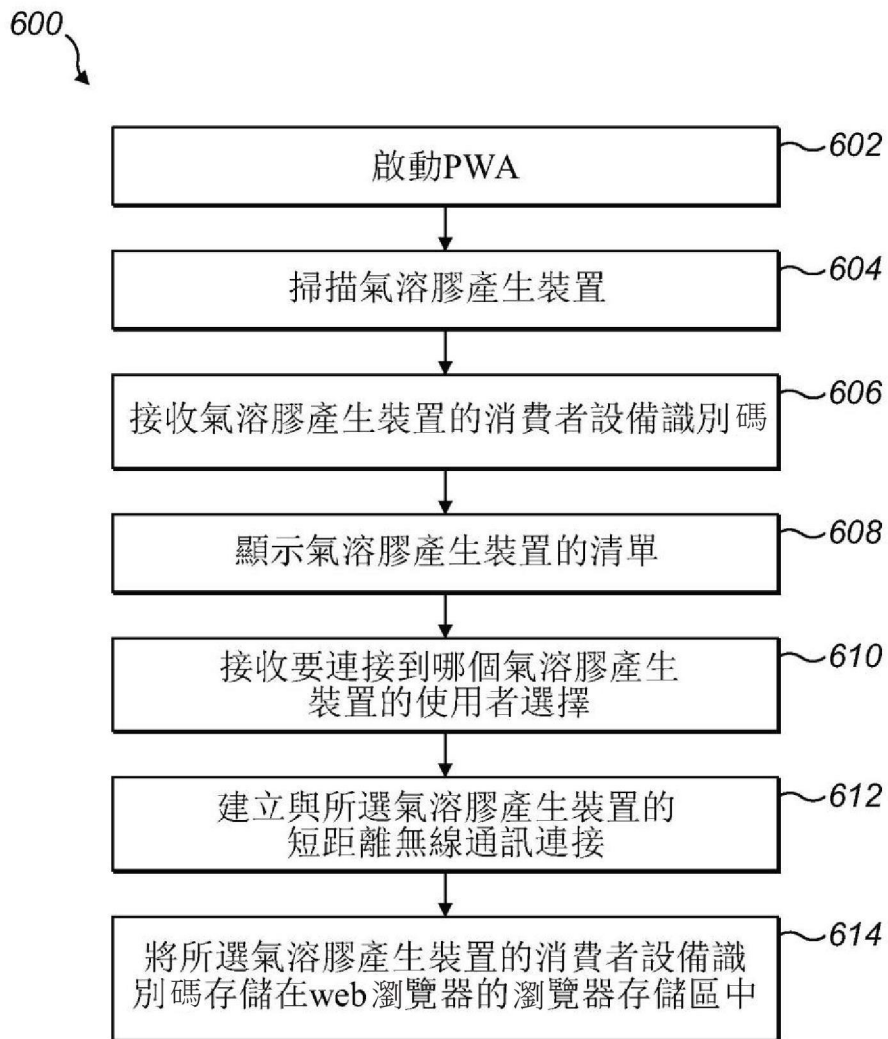 600
啟動PWA
602
掃描氣溶膠產生裝置
604
接收氣溶膠產生裝置的消費者設備識別碼
606
顯示氣溶膠產生裝置的清單
608
接收要連接到哪個氣溶膠產生
裝置的使用者選擇
610
建立與所選氣溶膠產生裝置的
短距離無線通訊連接
612
將所選氣溶膠產生裝置的消費者設備識
別碼存儲在web瀏覽器的瀏覽器存儲區中
614